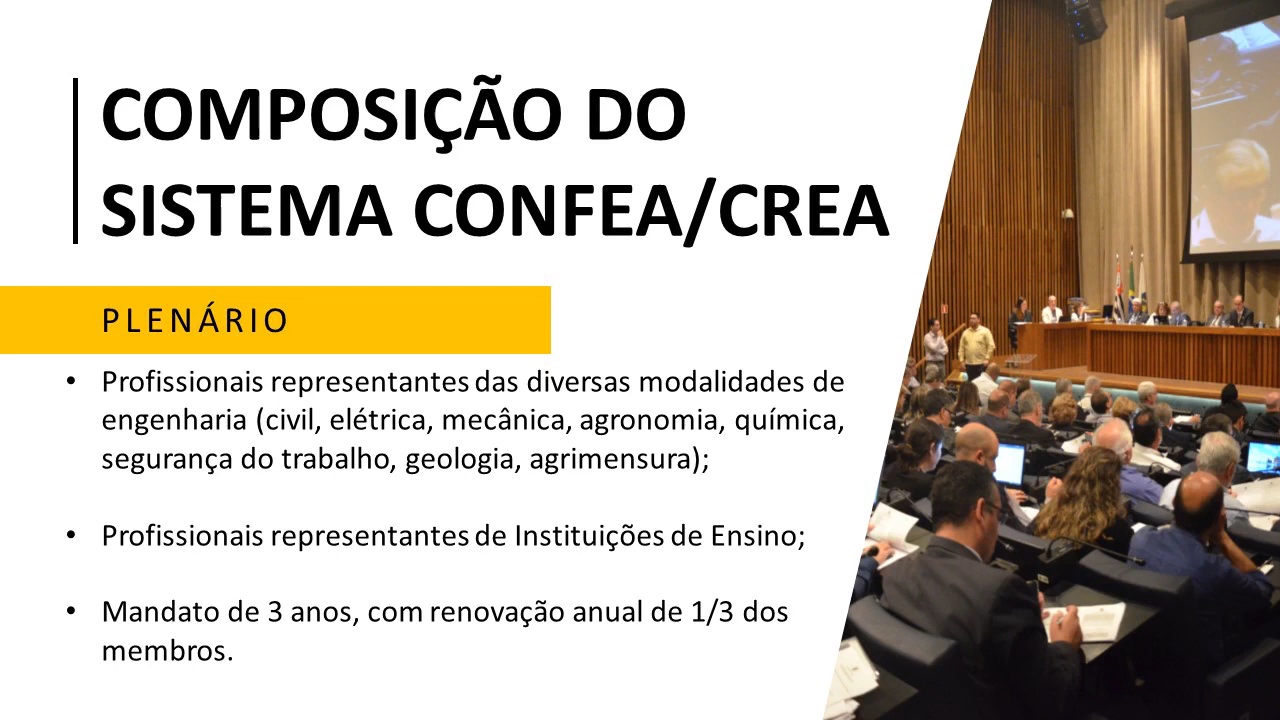 COMPOSIÇÃO DO
SISTEMA CONFEA/CREA
PLENÁRIO
• Profissionais representantes das diversas modalidades de
engenharia (civil, elétrica, mecânica, agronomia, química,
segurança do trabalho, geologia, agrimensura);
• Profissionais representantes de Instituições de Ensino;
• Mandato de 3 anos, com renovação anual de 1/3 dos
membros.